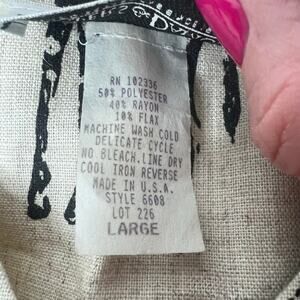 RN 102336
50% POLYESTER
40% RAYON
10% FLAX
MACHINE WASH COLD
DELICATE CYCLE
NO BLEACH.LINE DRY
COOL IRON REVERSE
MADE IN U.S.A.
STYLE 6608
LOT 226
LARGE